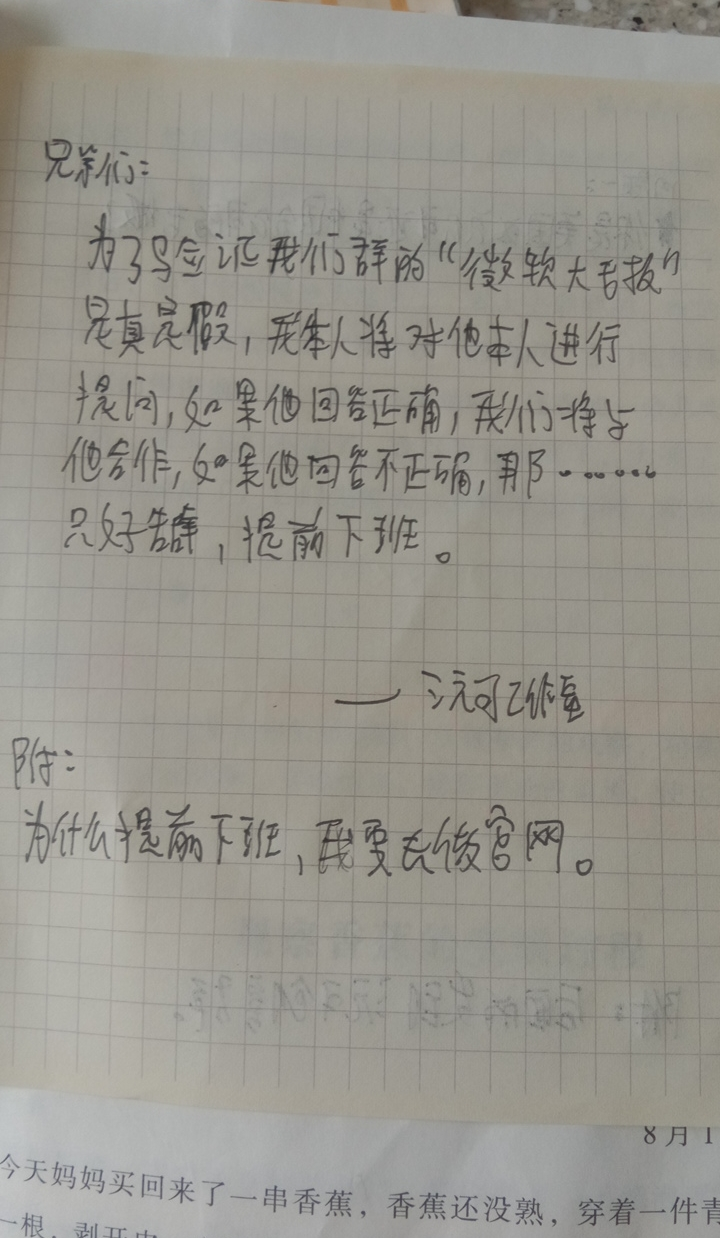 兄弟们：
为了验证我们群的“微软大老板”
是真是假，我本人将对他本人进行
提问，如果他回答正确，我们将与
他合作，如果他回答不正确，那……
只好告辞，提前下班。
——沅河工作室
附：
为什么提前下班，我要去做官网。
8月1
今天妈妈买回来了一串香蕉，香蕉还没熟，穿着一件青
一根，剥开皮